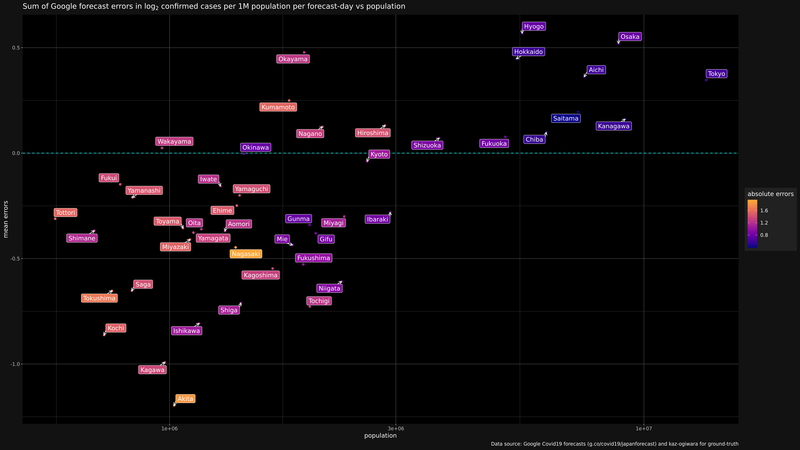 Sum of Google forecast errors in log₂ confirmed cases per 1M population per forecast-day vs population
Hyogo
Osaka
0.5
Hokkaido
Okayama
Aichi
Tokyo
Kumamoto
Saitama
Kanagawa
Nagano
Hiroshima
Wakayama
Chiba
Okinawa
Shizuoka
Fukuoka
0.0
Kyoto
Fukui
Iwate
Yamanashi
Yamaguchi
absolute errors
1.6
1.2
0.8
Tottori
Ehime
mean errors
Toyama
Oita
Aomori
Gunma
Miyagi
Ibaraki
Shimane
Yamagata
Mie
Gifu
Miyazaki
Nagasaki
-0.5
Fukushima
Kagoshima
Saga
Niigata
Tokushima
Tochigi
Shiga
Kochi
Ishikawa
-1.0
Kagawa
Akita
1e+06
3e+06
1e+07
population
Data source: Google Covid19 forecasts (g.co/covid19/japanforecast) and kaz-ogiwara for ground-truth